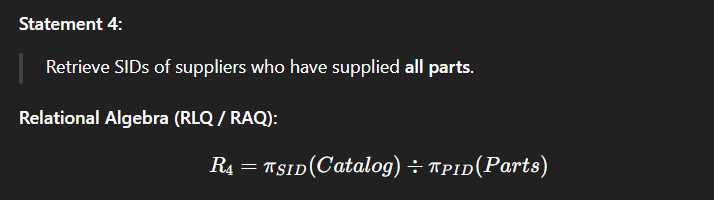 Statement 4:
Retrieve SIDs of suppliers who have supplied all parts.
Relational Algebra (RLQ / RAQ):
R₄ = π_SID(Catalog) ÷ π_PID(Parts)